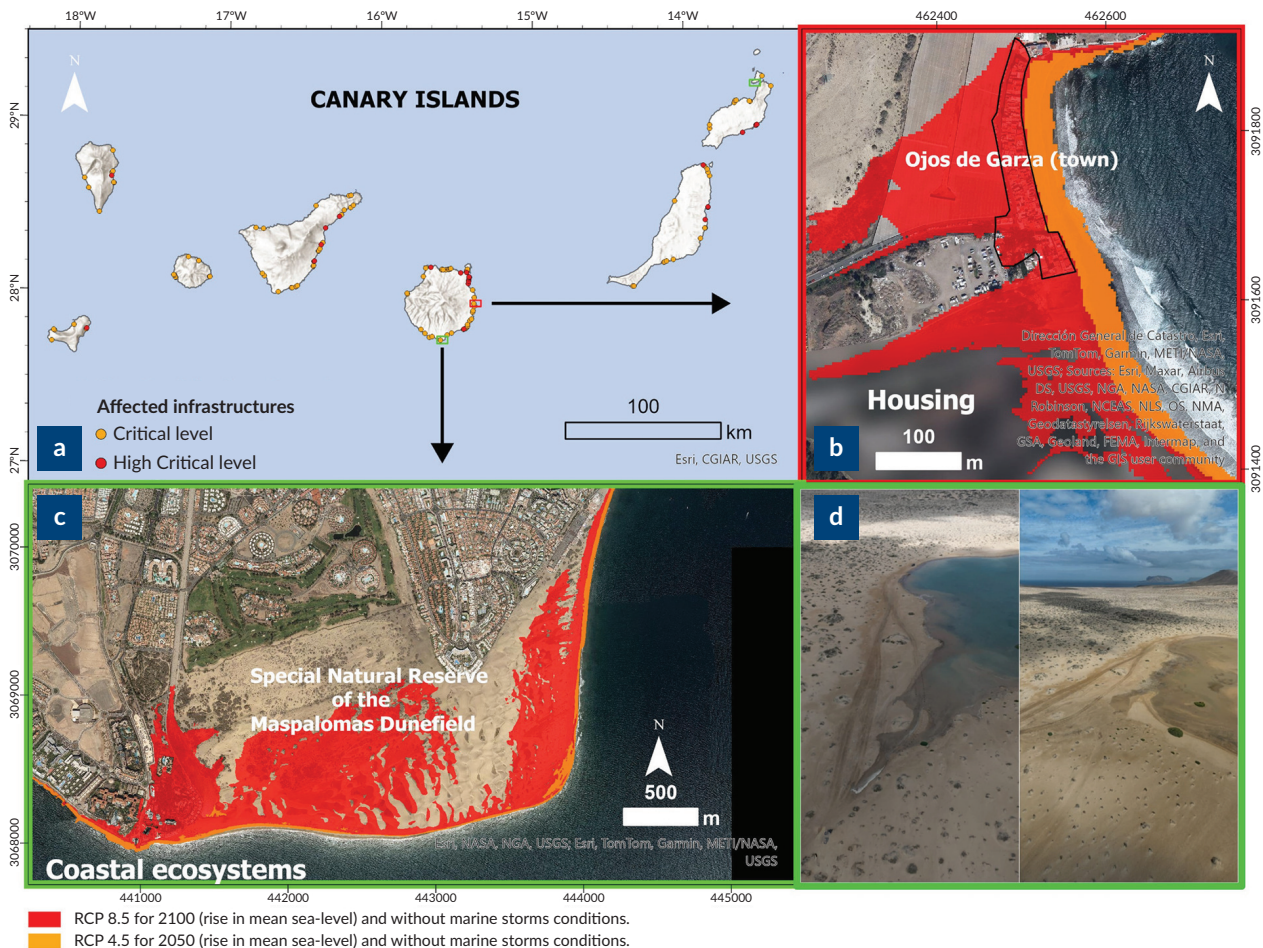 18°W
17°W
16°W
15°W
14°W
462400
462600
29°N
28°N
27°N
N
CANARY ISLANDS
Affected infrastructures
Critical level
High Critical level
100
km
Esri, CGIAR, USGS
a
N
Ojos de Garza (town)
Housing
100
m
Dirección General de Catastro, Esri,
TomTom, Garmin, METI/NASA,
USGS; Sources: Esri, Maxar, Airbus
DS, USGS, NGA, NASA, CGIAR, N
Robinson, NCEAS, NLS, OS, NMA,
Geodatastyrelsen, Rijkswaterstaat,
GSA, Geoland, FEMA, Intermap and
the GIS user community
b
3091800
3091600
3091400
c
3070000
3069000
3068000
Special Natural Reserve
of the
Maspalomas Dunefield
N
500
m
Esri, NASA, NGA, USGS; Esri, TomTom, Garmin, METI/NASA,
USGS
Coastal ecosystems
d
441000
442000
443000
444000
445000
RCP 8.5 for 2100 (rise in mean sea-level) and without marine storms conditions.
RCP 4.5 for 2050 (rise in mean sea-level) and without marine storms conditions.